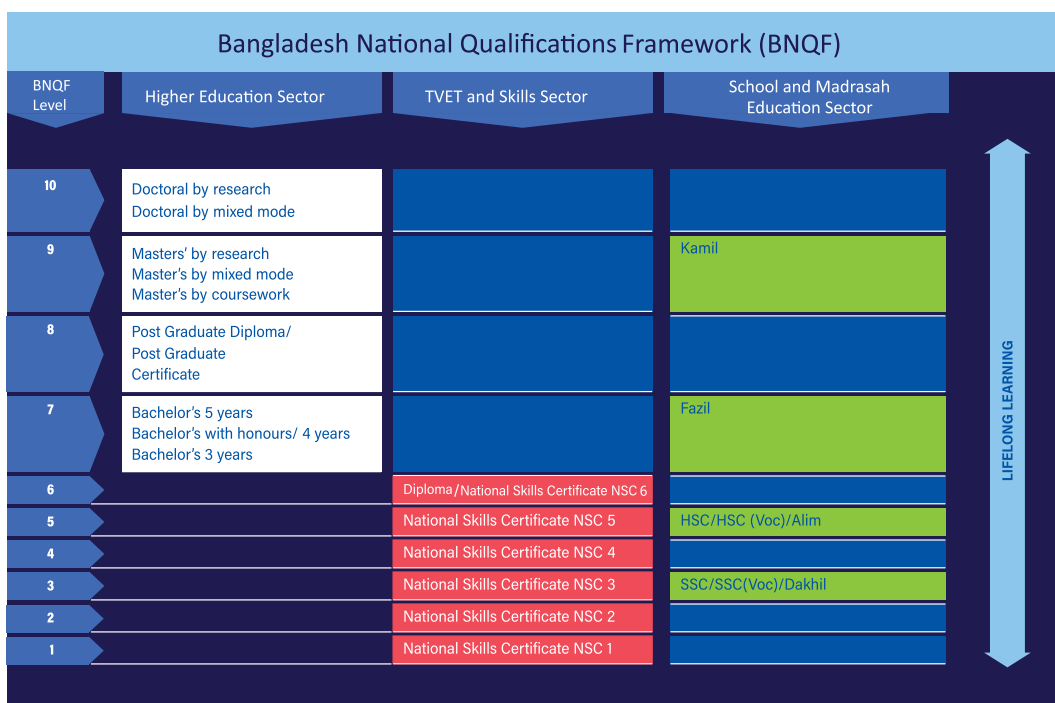 Bangladesh National Qualifications Framework (BNQF)
BNQF
Level
Higher Education Sector
TVET and Skills Sector
School and Madrasah
Education Sector
10
Doctoral by research
Doctoral by mixed mode
9
Masters’ by research
Master’s by mixed mode
Master’s by coursework
Kamil
8
Post Graduate Diploma/
Post Graduate
Certificate
7
Bachelor’s 5 years
Bachelor’s with honours/ 4 years
Bachelor’s 3 years
Fazil
6
Diploma/National Skills Certificate NSC 6
5
National Skills Certificate NSC 5
HSC/HSC (Voc)/Alim
4
National Skills Certificate NSC 4
3
National Skills Certificate NSC 3
SSC/SSC(Voc)/Dakhil
2
National Skills Certificate NSC 2
1
National Skills Certificate NSC 1
LIFELONG LEARNING